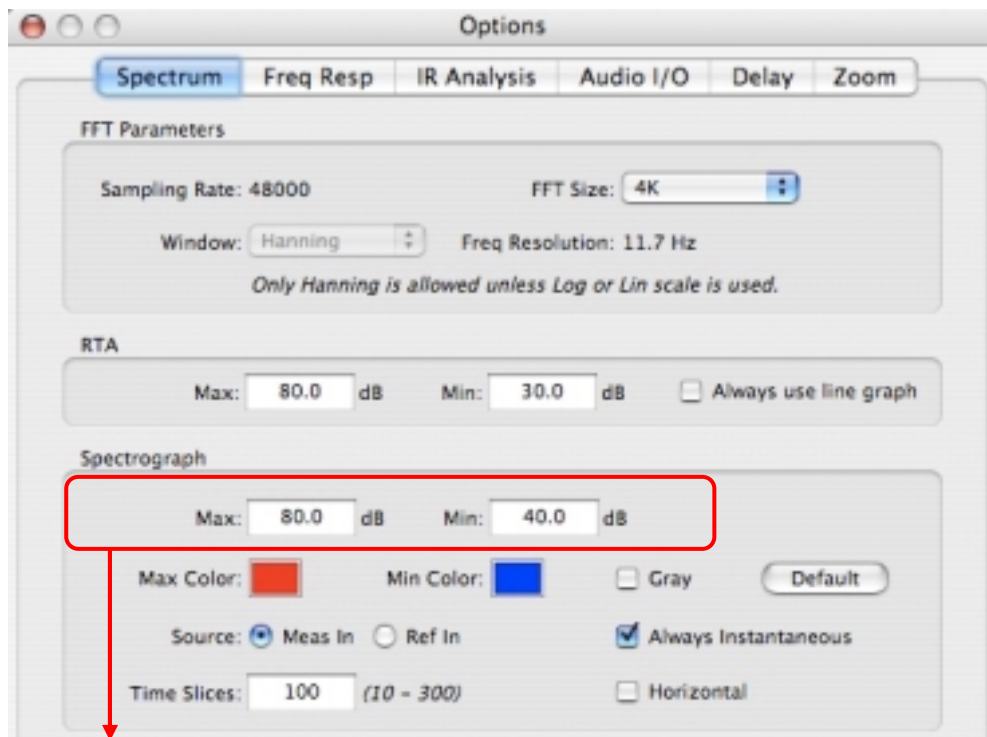 Options
Spectrum Freq Resp IR Analysis Audio I/O Delay Zoom
FFT Parameters
Sampling Rate: 48000 FFT Size: 4K
Window: Hanning Freq Resolution: 11.7 Hz
Only Hanning is allowed unless Log or Lin scale is used.
RTA
Max: 80.0 dB Min: 30.0 dB Always use line graph
Spectrograph
Max: 80.0 dB Min: 40.0 dB
Max Color: Min Color: Gray Default
Source: Meas In Ref In Always Instantaneous
Time Slices: 100 (10 - 300) Horizontal